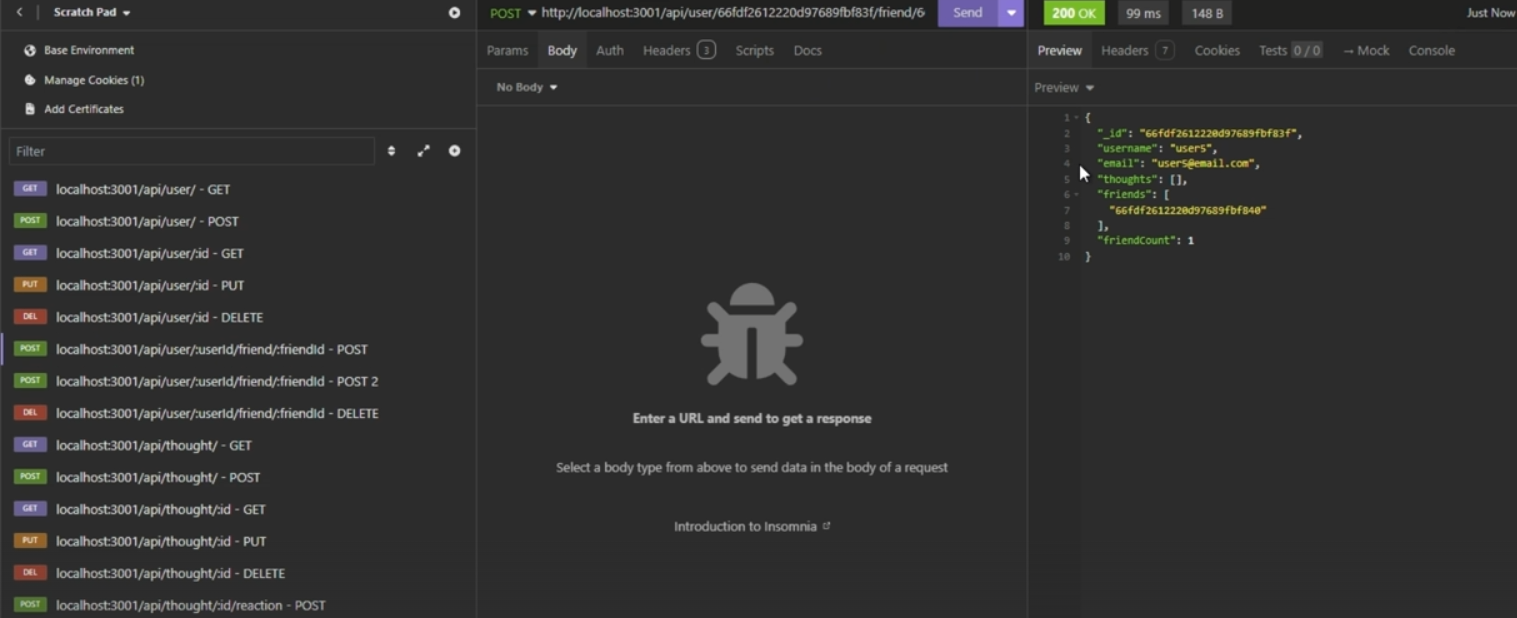 Scratch Pad
Base Environment
Manage Cookies (1)
Add Certificates
Filter
GET localhost:3001/api/user/ - GET
POST localhost:3001/api/user/ - POST
GET localhost:3001/api/user/:id - GET
PUT localhost:3001/api/user/:id - PUT
DEL localhost:3001/api/user/:id - DELETE
POST localhost:3001/api/user/:userId/friend/:friendId - POST
POST localhost:3001/api/user/:userId/friend/:friendId - POST 2
DEL localhost:3001/api/user/:userId/friend/:friendId - DELETE
GET localhost:3001/api/thought/ - GET
POST localhost:3001/api/thought/ - POST
GET localhost:3001/api/thought/:id - GET
PUT localhost:3001/api/thought/:id - PUT
DEL localhost:3001/api/thought/:id - DELETE
POST localhost:3001/api/thought/:id/reaction - POST
POST http://localhost:3001/api/user/66fdf2612220d97689fbf83f/friend/6 Send
Params Body Auth Headers 3 Scripts Docs
No Body
Enter a URL and send to get a response
Select a body type from above to send data in the body of a request
Introduction to Insomnia
200 OK 99 ms 148 B Just Now
Preview Headers 7 Cookies Tests 0 / 0 → Mock Console
Preview
1 {
2 "_id": "66fdf2612220d97689fbf83f",
3 "username": "user5",
4 "email": "user5@email.com",
5 "thoughts": [],
6 "friends": [
7 "66fdf2612220d97689fbf840"
8 ],
9 "friendCount": 1
10 }